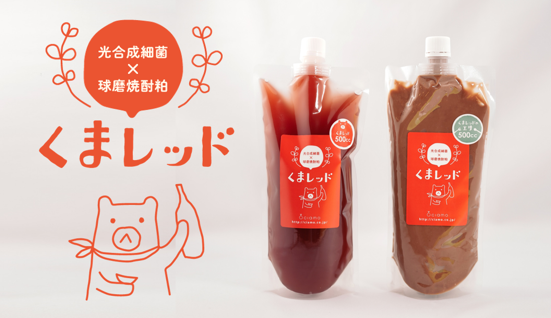 光合成細菌
×
球磨焼酎粕
くまレッド
500cc
光合成細菌
×
球磨焼酎粕
くまレッド
500cc
光合成細菌
×
球磨焼酎粕
くまレッド